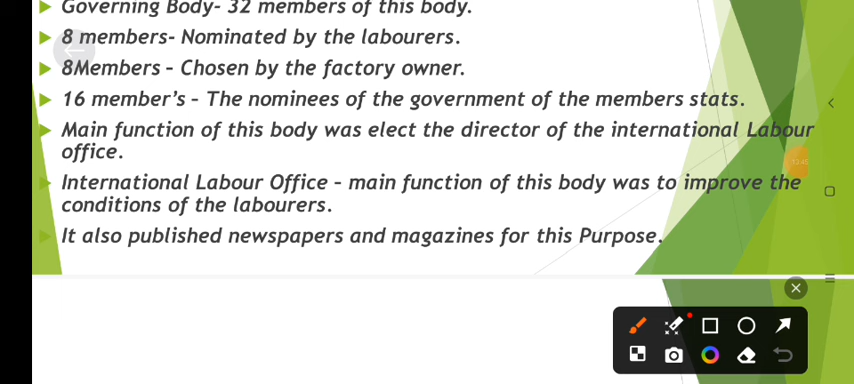 Governing Body- 32 members of this body.
8 members- Nominated by the labourers.
8Members – Chosen by the factory owner.
16 member's – The nominees of the government of the members stats.
Main function of this body was elect the director of the international Labour
office.
International Labour Office – main function of this body was to improve the
conditions of the labourers.
It also published newspapers and magazines for this Purpose.